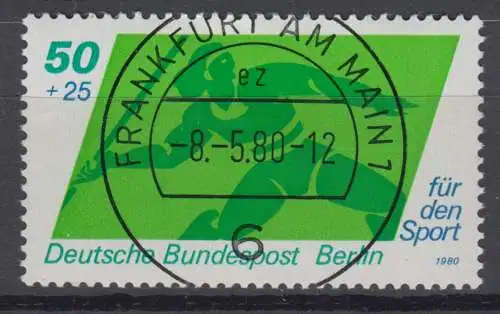 50
+ 25
FRANKFURT AM MAIN 1
ez
-8.-5.80-12
6
für
den
Sport
Deutsche Bundespost Berlin
1980